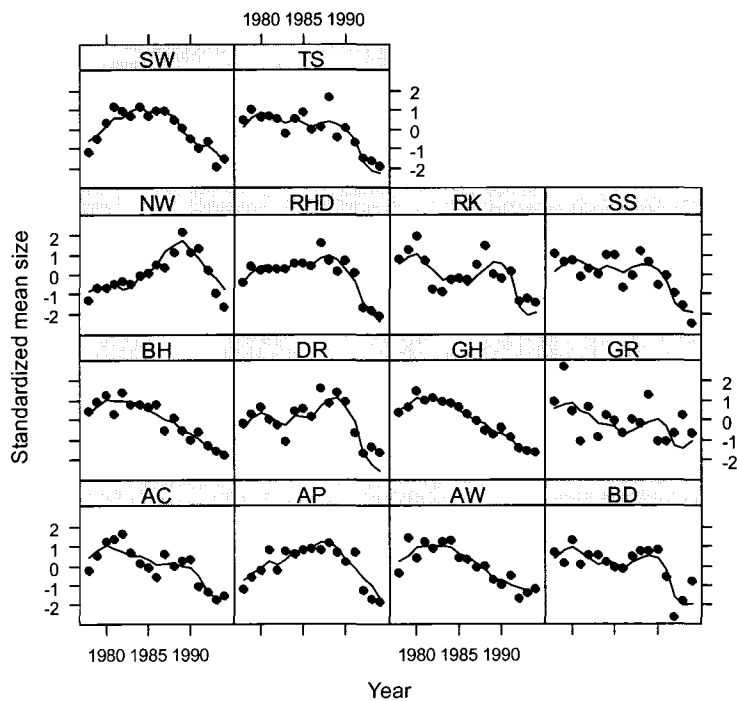 1980 1985 1990
SW TS
2
1
0
-1
-2
NW RHD RK SS
2
1
0
-1
-2
BH DR GH GR
2
1
0
-1
-2
AC AP AW BD
2
1
0
-1
-2
1980 1985 1990 1980 1985 1990
Year
Standardized mean size